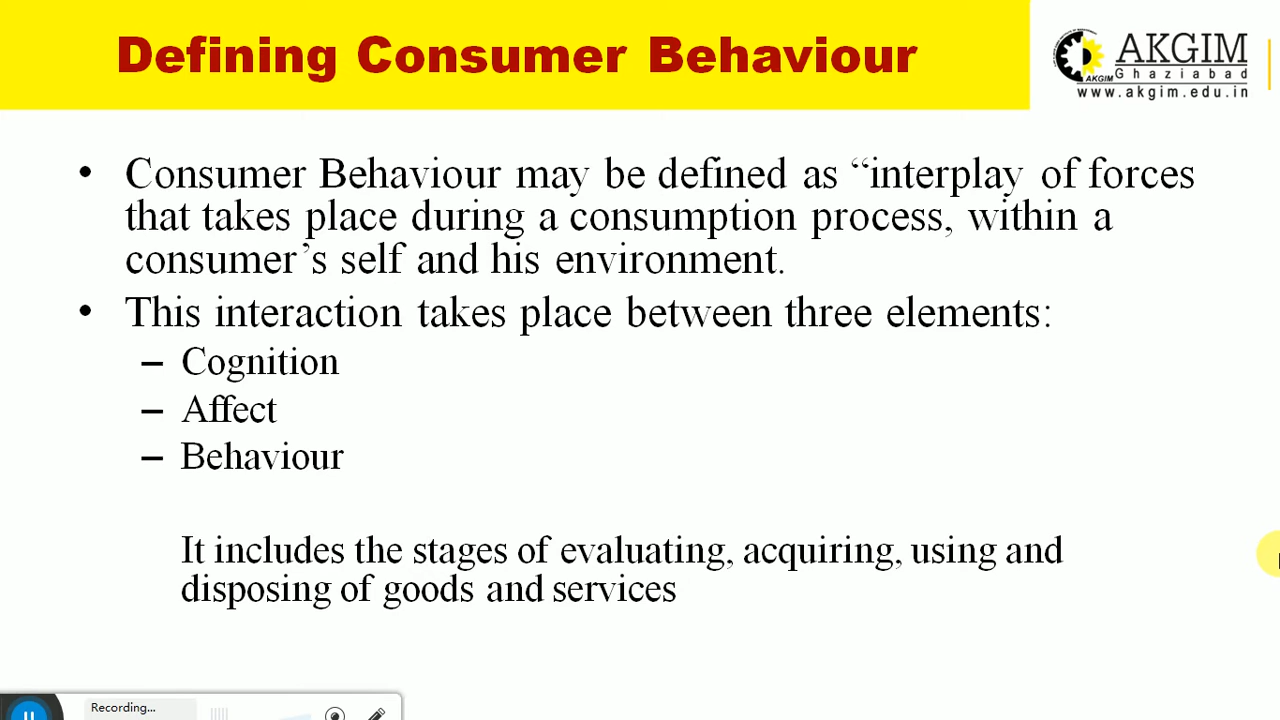 Defining Consumer Behaviour
AKGIM
Ghaziabad
AKGIM
www.akgim.edu.in
• Consumer Behaviour may be defined as “interplay of forces
that takes place during a consumption process, within a
consumer’s self and his environment.
• This interaction takes place between three elements:
– Cognition
– Affect
– Behaviour
It includes the stages of evaluating, acquiring, using and
disposing of goods and services
Recording...